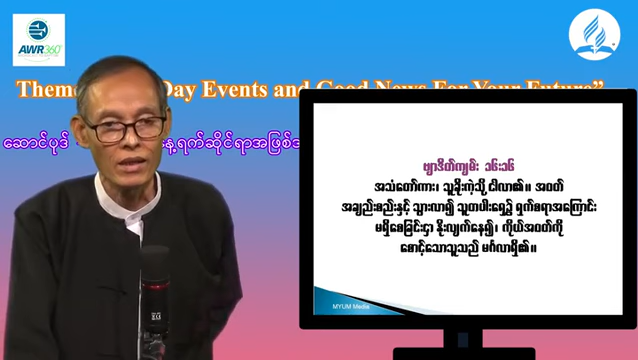 AWR360°
Theme Day Events and Good News For Your Future”
ဆောင်ပုဒ် နေ့ရက်ဆိုင်ရာအဖြစ်
ဗျာဒိတ်ကျမ်း ၁၆:၁၅
အသံတော်ကား၊ သူခိုးကဲ့သို့ ငါလာ၏။ အဝတ်
အချည်းစည်းနှင့် သွားလာ၍ သူတပါးရှေ့၌ ရှက်စရာအကြောင်း
မရှိစေခြင်းငှာ နိုးလျက်နေ၍၊ ကိုယ်အဝတ်ကို
စောင့်သောသူသည် မင်္ဂလာရှိ၏။
MYUM Media